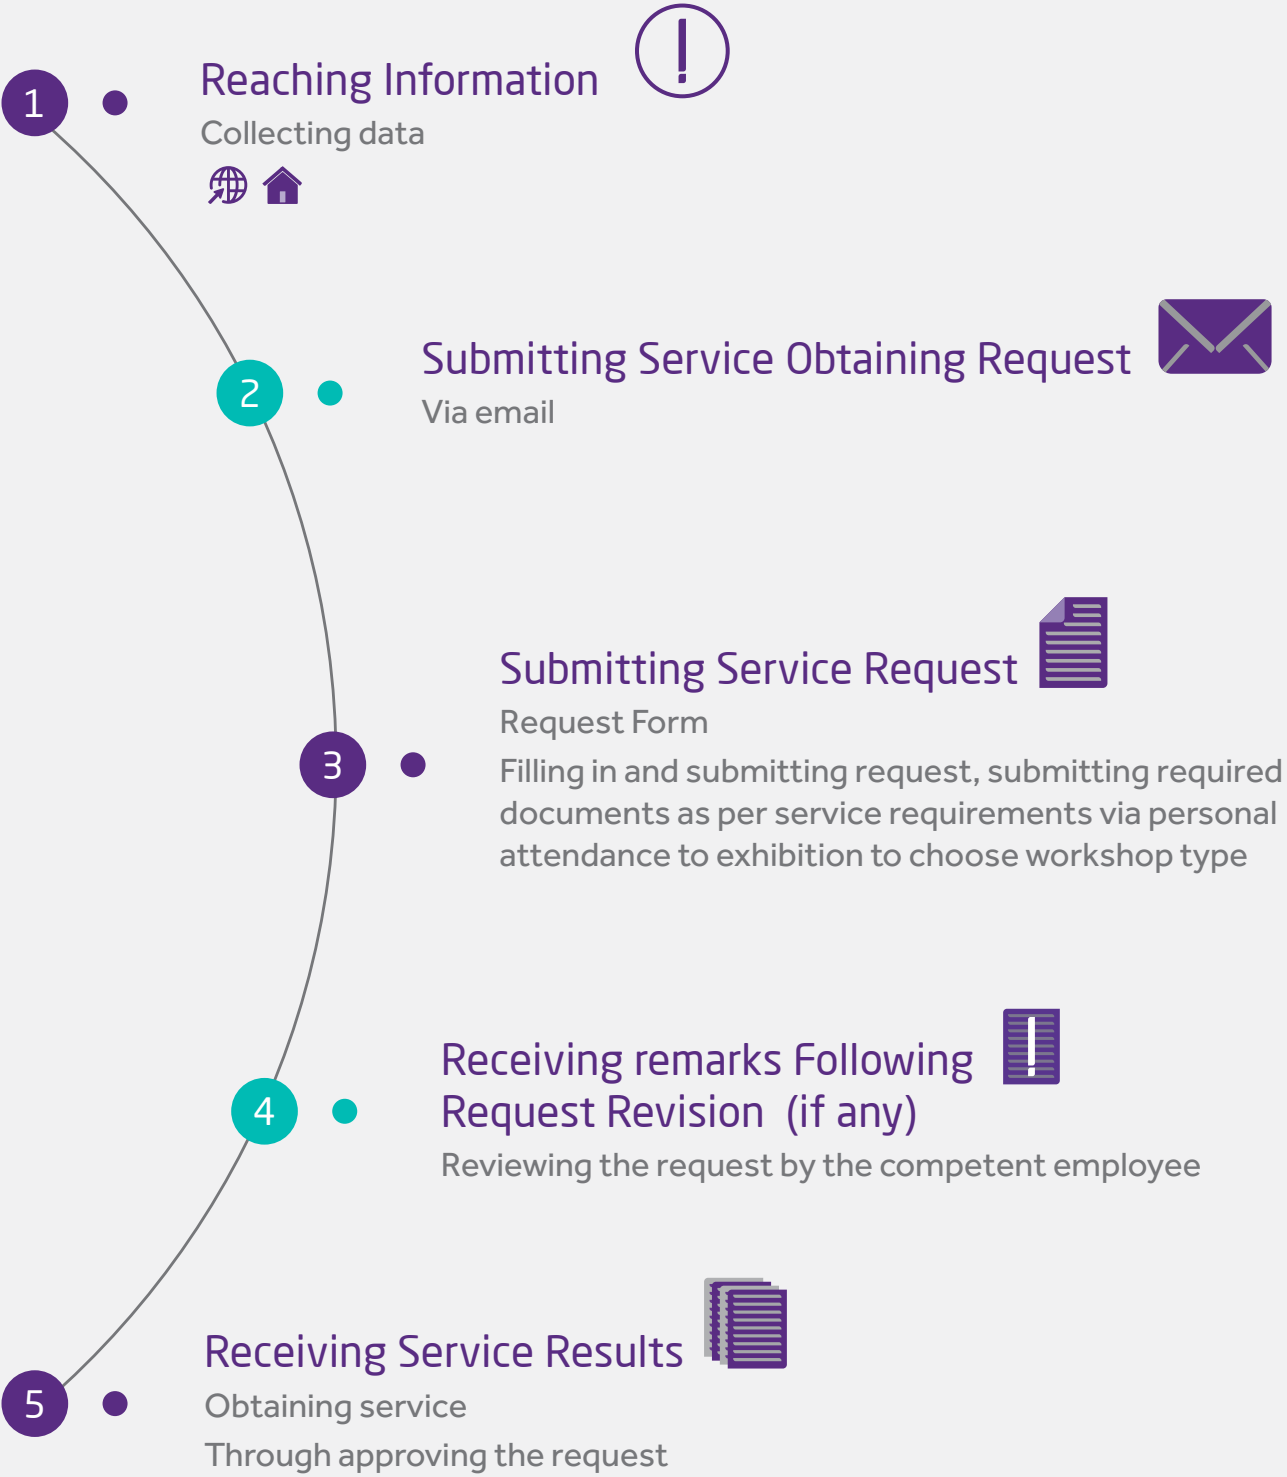 1
Reaching Information
Collecting data
2
Submitting Service Obtaining Request
Via email
3
Submitting Service Request
Request Form
Filling in and submitting request, submitting required
documents as per service requirements via personal
attendance to exhibition to choose workshop type
4
Receiving remarks Following
Request Revision (if any)
Reviewing the request by the competent employee
5
Receiving Service Results
Obtaining service
Through approving the request